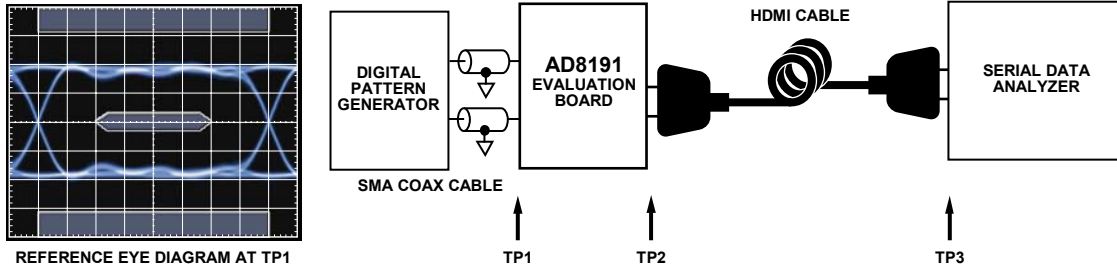 REFERENCE EYE DIAGRAM AT TP1
DIGITAL
PATTERN
GENERATOR
SMA COAX CABLE
AD8191
EVALUATION
BOARD
HDMI CABLE
SERIAL DATA
ANALYZER
TP1
TP2
TP3